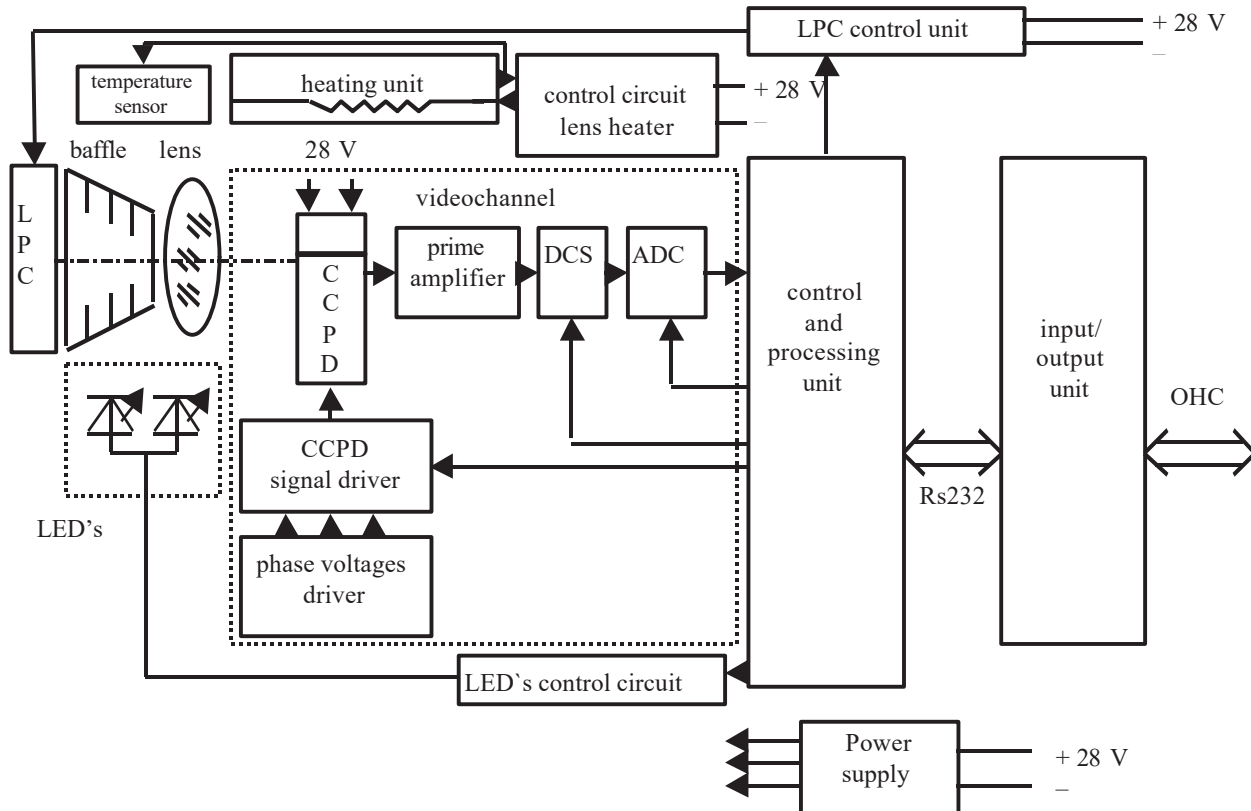 LPC control unit
+ 28 V
–
temperature
sensor
heating unit
control circuit
lens heater
+ 28 V
–
baffle
lens
28 V
videochannel
L
P
C
prime
amplifier
DCS
ADC
C
C
P
D
control
and
processing
unit
input/
output
unit
OHC
CCPD
signal driver
Rs232
LED’s
phase voltages
driver
LED`s control circuit
Power
supply
+ 28 V
–